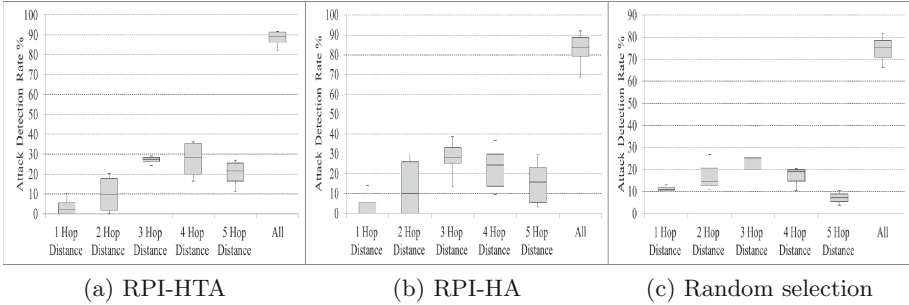 Attack Detection Rate %
100
90
80
70
60
50
40
30
20
10
0
1 Hop Distance
2 Hop Distance
3 Hop Distance
4 Hop Distance
5 Hop Distance
All
(a) RPI-HTA
Attack Detection Rate %
100
90
80
70
60
50
40
30
20
10
0
1 Hop Distance
2 Hop Distance
3 Hop Distance
4 Hop Distance
5 Hop Distance
All
(b) RPI-HA
Attack Detection Rate %
90
80
70
60
50
40
30
20
10
0
1 Hop Distance
2 Hop Distance
3 Hop Distance
4 Hop Distance
5 Hop Distance
All
(c) Random selection